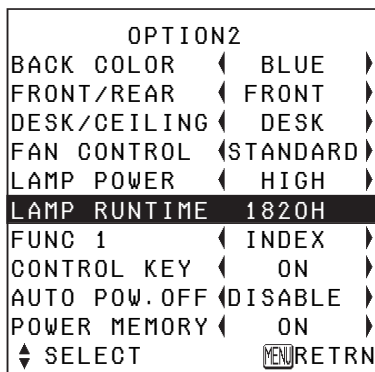 OPTION2
BACK COLOR BLUE
FRONT/REAR FRONT
DESK/CEILING DESK
FAN CONTROL STANDARD
LAMP POWER HIGH
LAMP RUNTIME 1820H
FUNC 1 INDEX
CONTROL KEY ON
AUTO POW.OFF DISABLE
POWER MEMORY ON
SELECT MENU RETRN